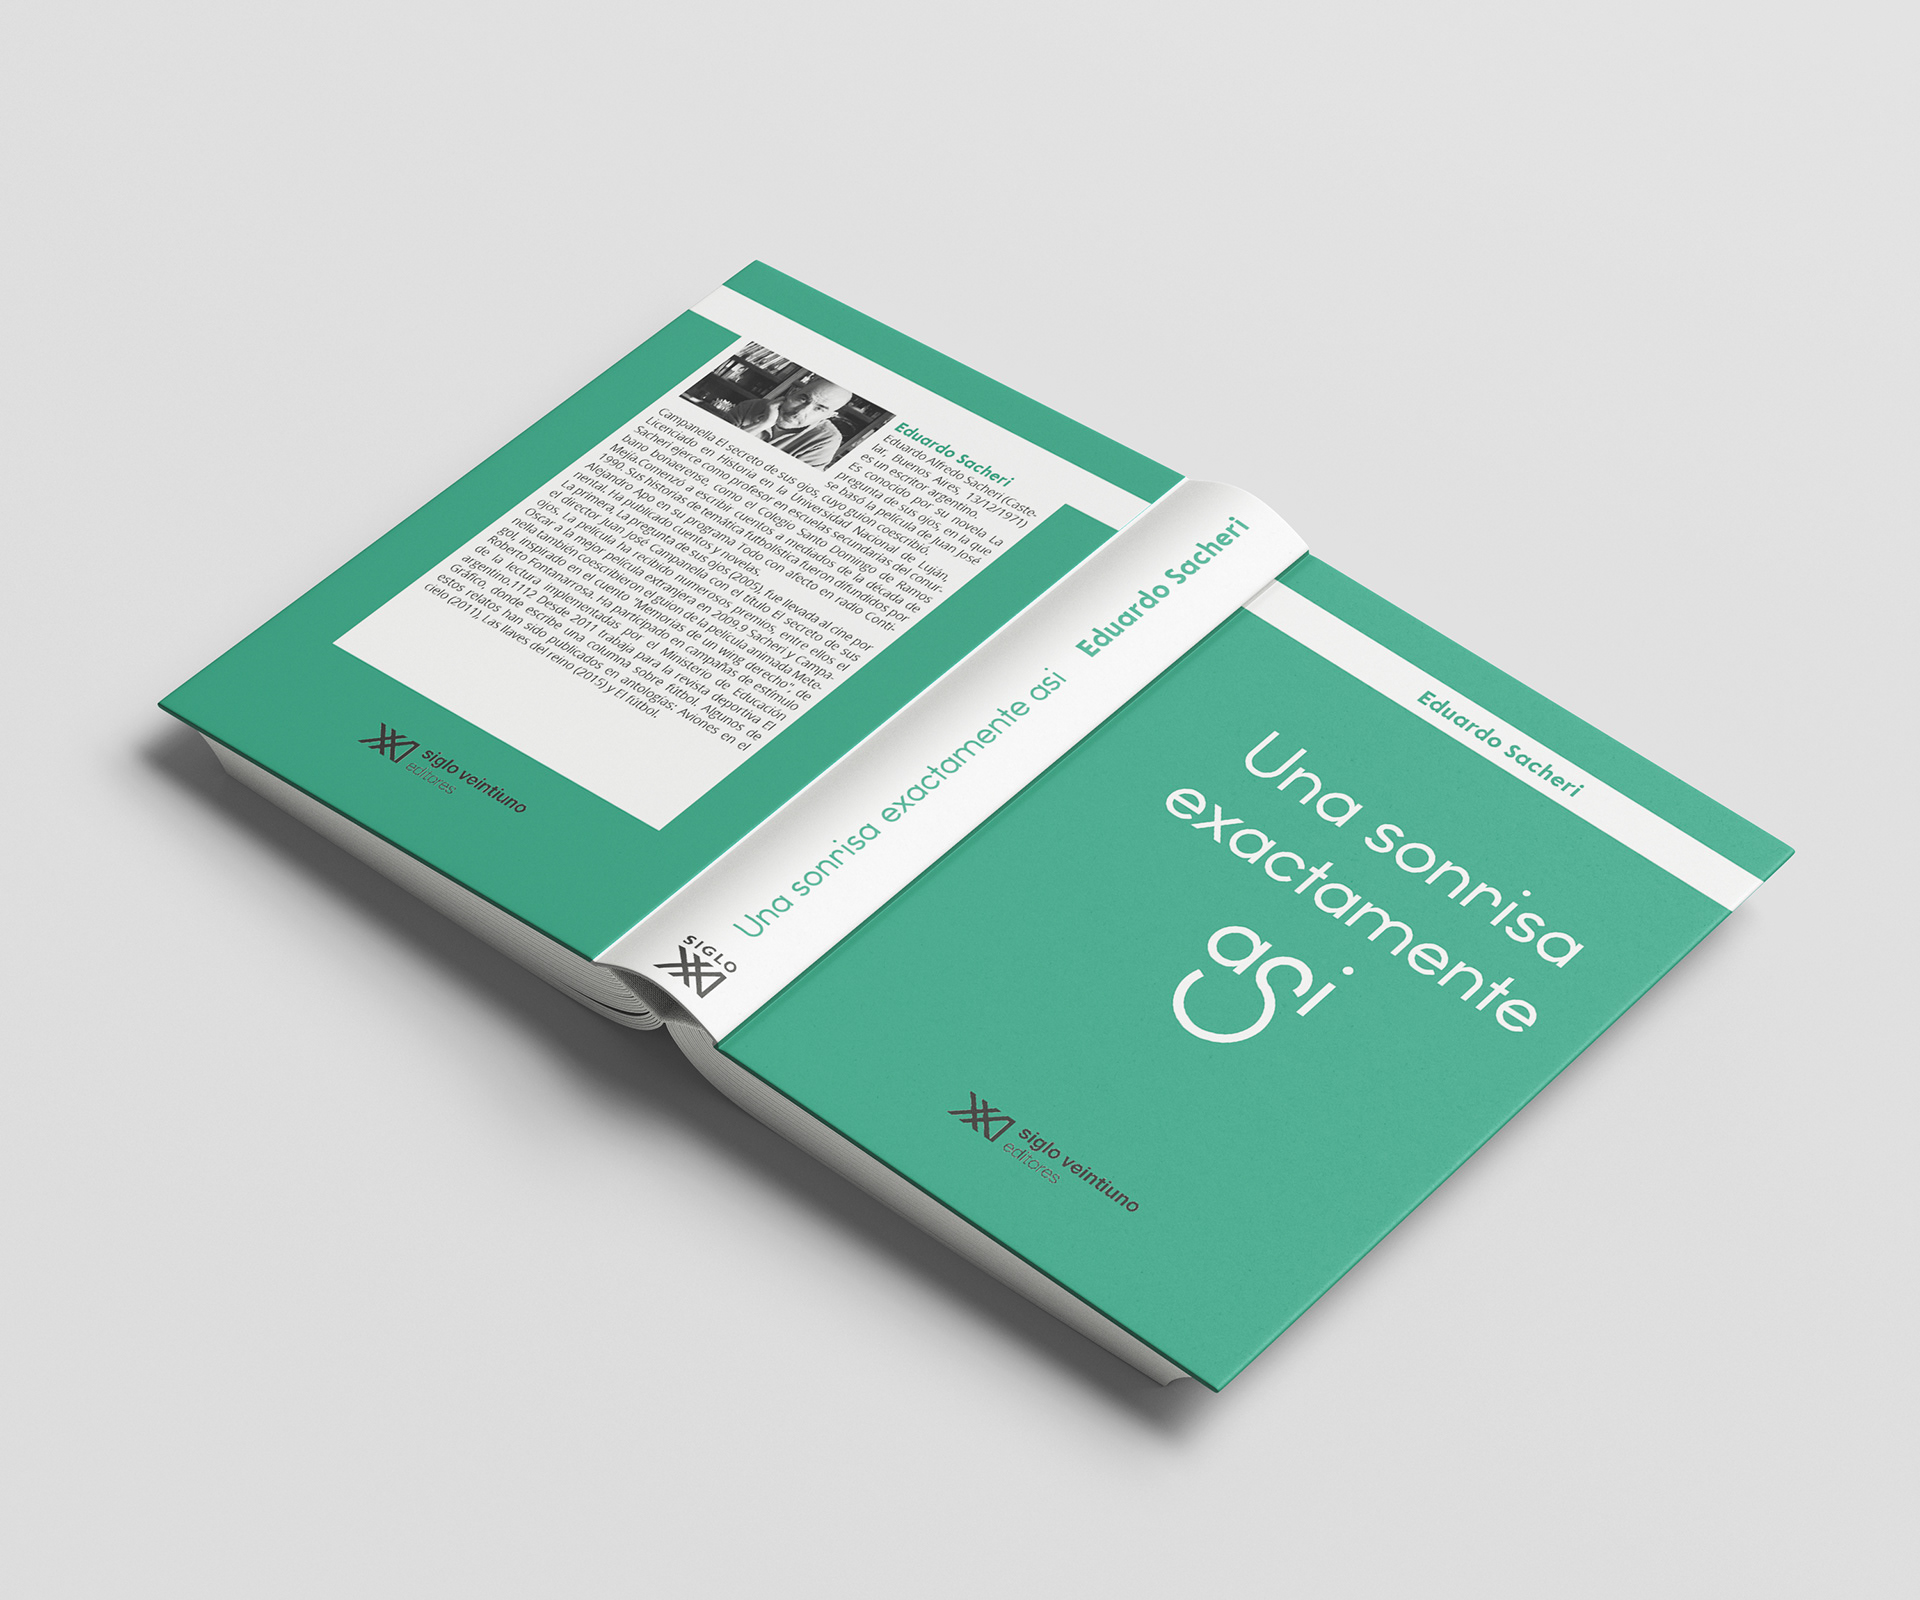 Eduardo Sacheri
Eduardo Alfredo Sacheri (Caste-
lar, Buenos Aires, 13/12/1971)
es un escritor argentino.
Es conocido por su novela La
pregunta de sus ojos, en la que
se basó la película de Juan José
Campanella El secreto de sus ojos, cuyo guion coescribió.
Licenciado en Historia en la Universidad Nacional de Luján,
Sacheri ejerce como profesor en escuelas secundarias del conur-
bano bonaerense, como el Colegio Santo Domingo de Ramos
Mejía. Comenzó a escribir cuentos a mediados de la década de
1990. Sus historias de temática futbolística fueron difundidos por
Alejandro Apo en su programa Todo con afecto en radio Conti-
nental. Ha publicado cuentos y novelas.
La primera, La pregunta de sus ojos (2005), fue llevada al cine por
el director Juan José Campanella con el título El secreto de sus
ojos. La película ha recibido numerosos premios, entre ellos el
Oscar a la mejor película extranjera en 2009.9 Sacheri y Campa-
nella también coescribieron el guion de la película animada Mete-
gol, inspirado en el cuento "Memorias de un wing derecho", de
Roberto Fontanarrosa. Ha participado en campañas de estímulo
de la lectura implementadas por el Ministerio de Educación
argentino.1112 Desde 2011 trabaja para la revista deportiva El
Gráfico, donde escribe una columna sobre fútbol. Algunos de
estos relatos han sido publicados en antologías: Aviones en el
cielo (2011), Las llaves del reino (2015) y El fútbol.
siglo veintiuno
editores
SIGLO
XXI
Una sonrisa exactamente asi Eduardo Sacheri
Eduardo Sacheri
Una sonrisa
exactamente
asi
siglo veintiuno
editores